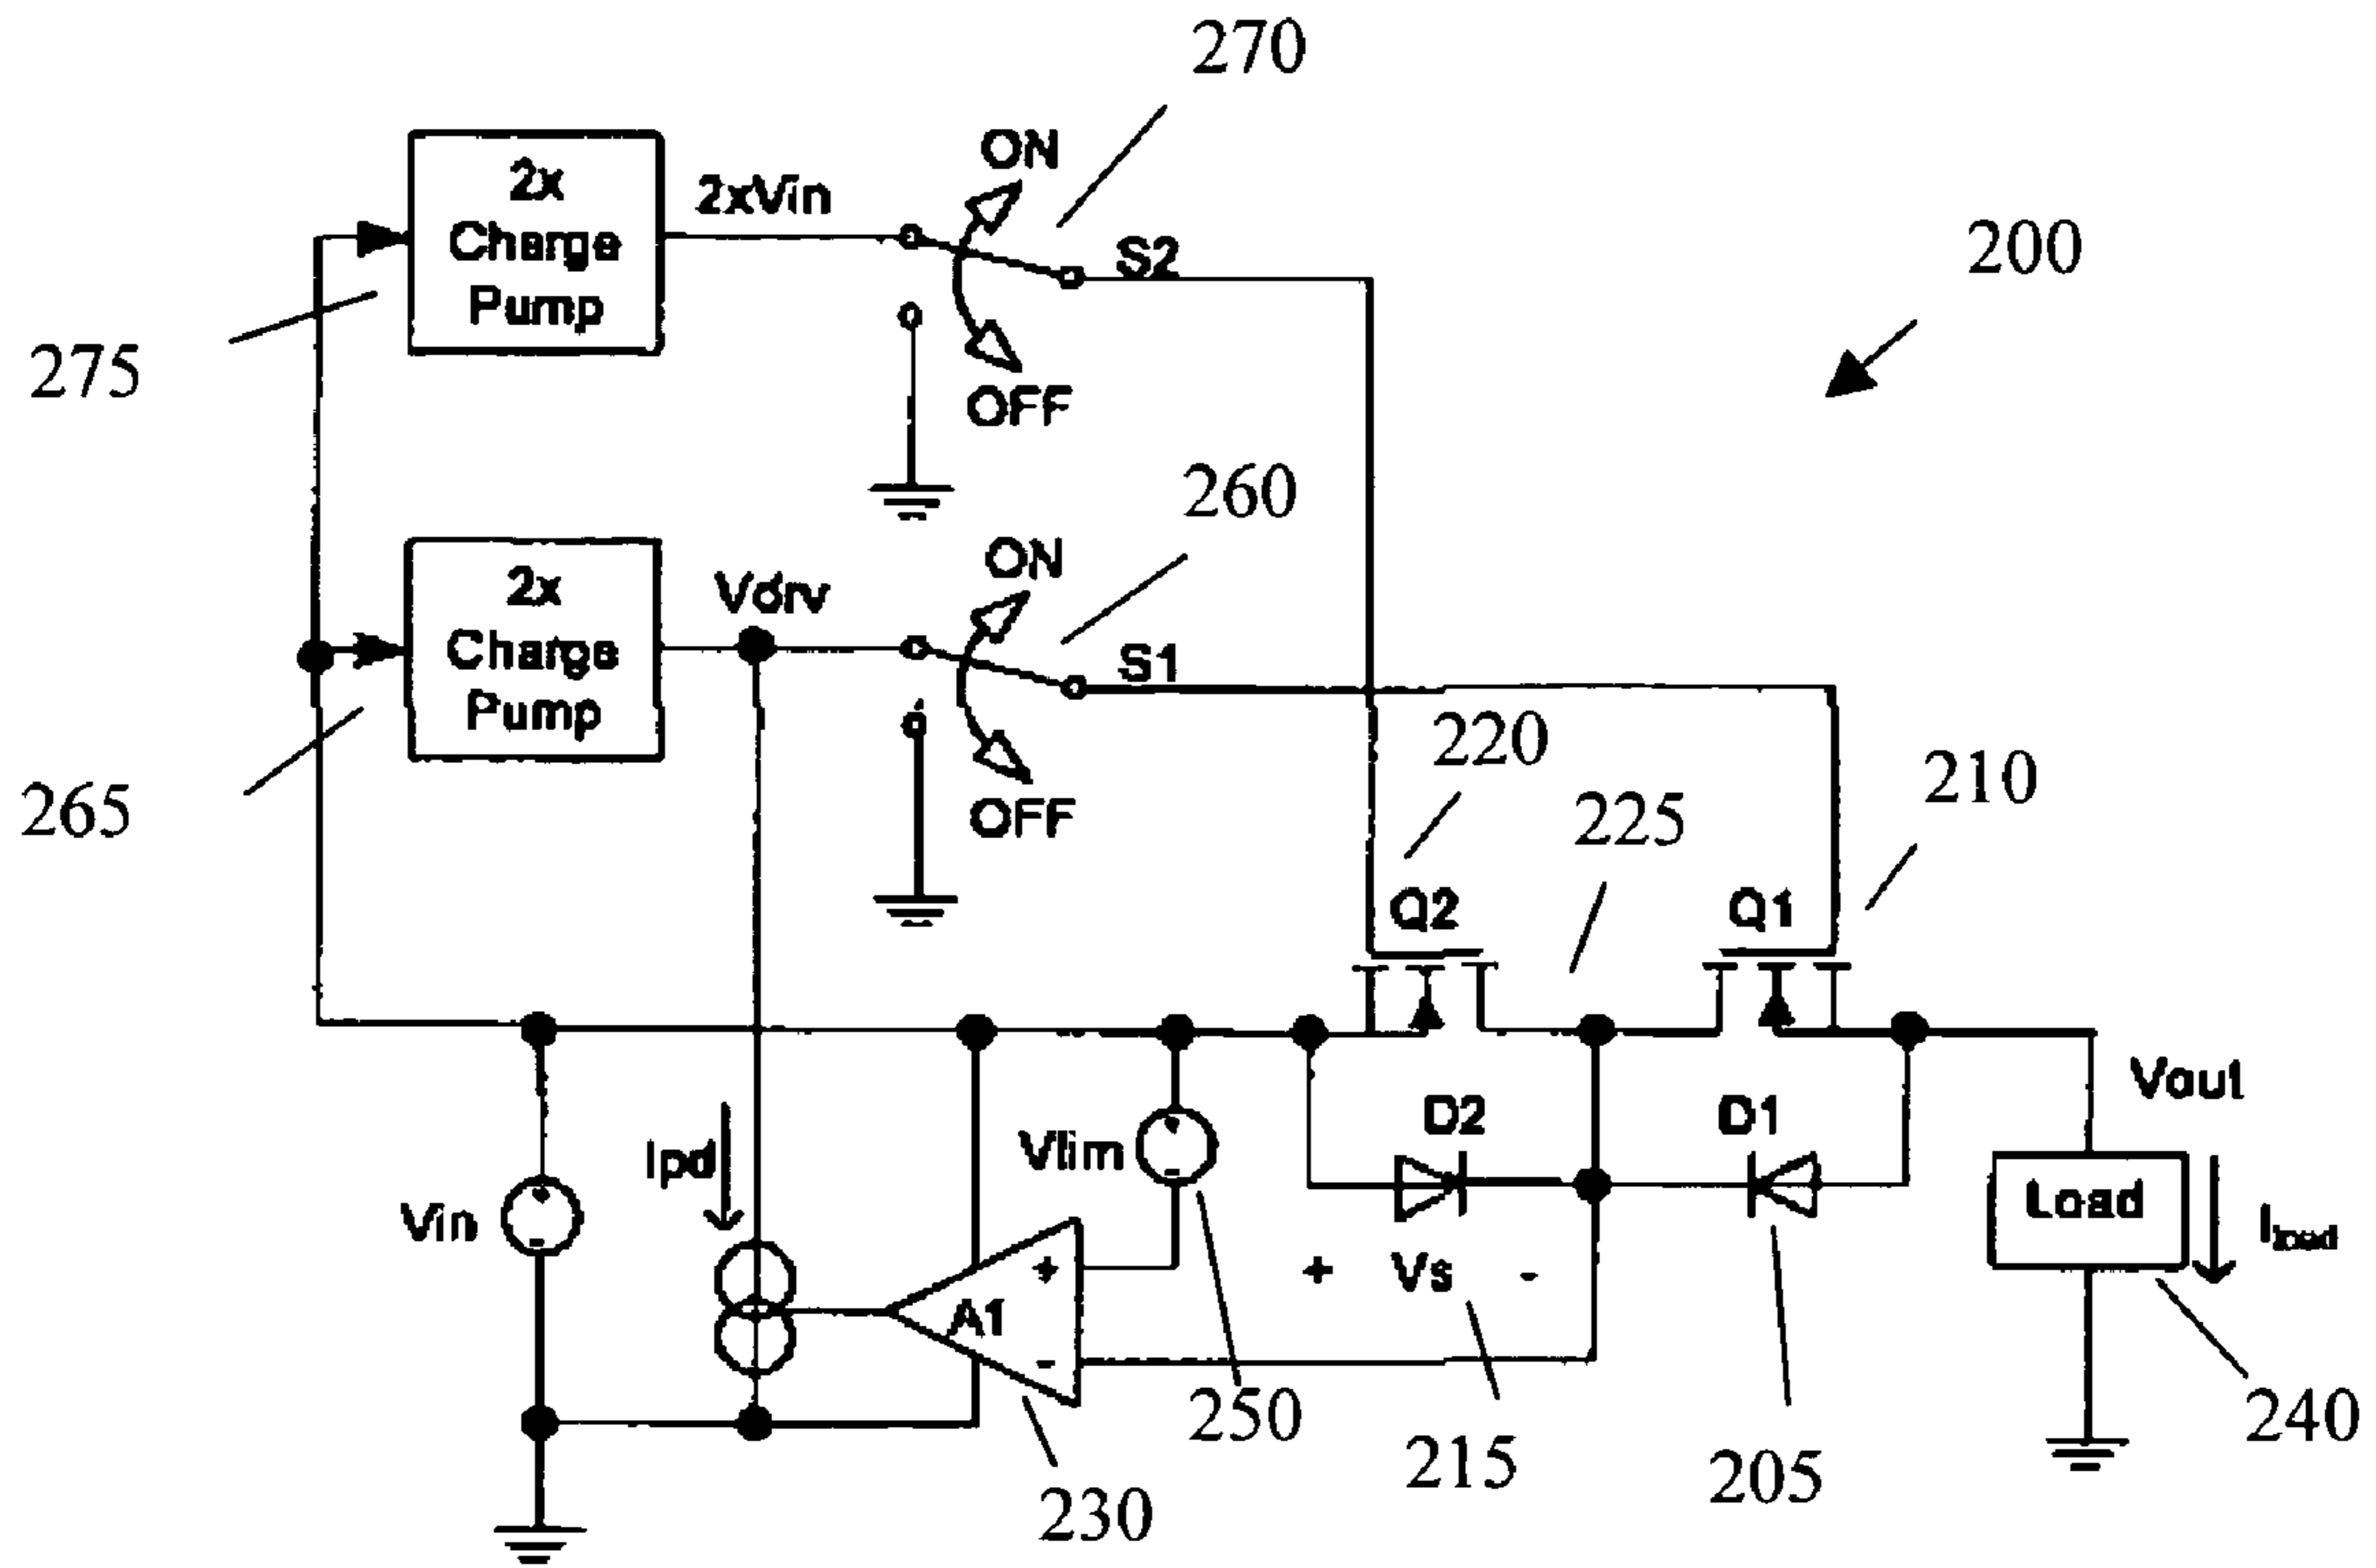 270
ON
2x
Charge
Pump
2xVin
S2
200
275
OFF
260
ON
2x
Charge
Pump
Vdrv
S1
220
210
265
OFF
225
Q2
Q1
Vout
D2
D1
Ipd
Vlim
Vin
Load
Iload
+
A1
-
+ Vs -
250
215
205
240
230